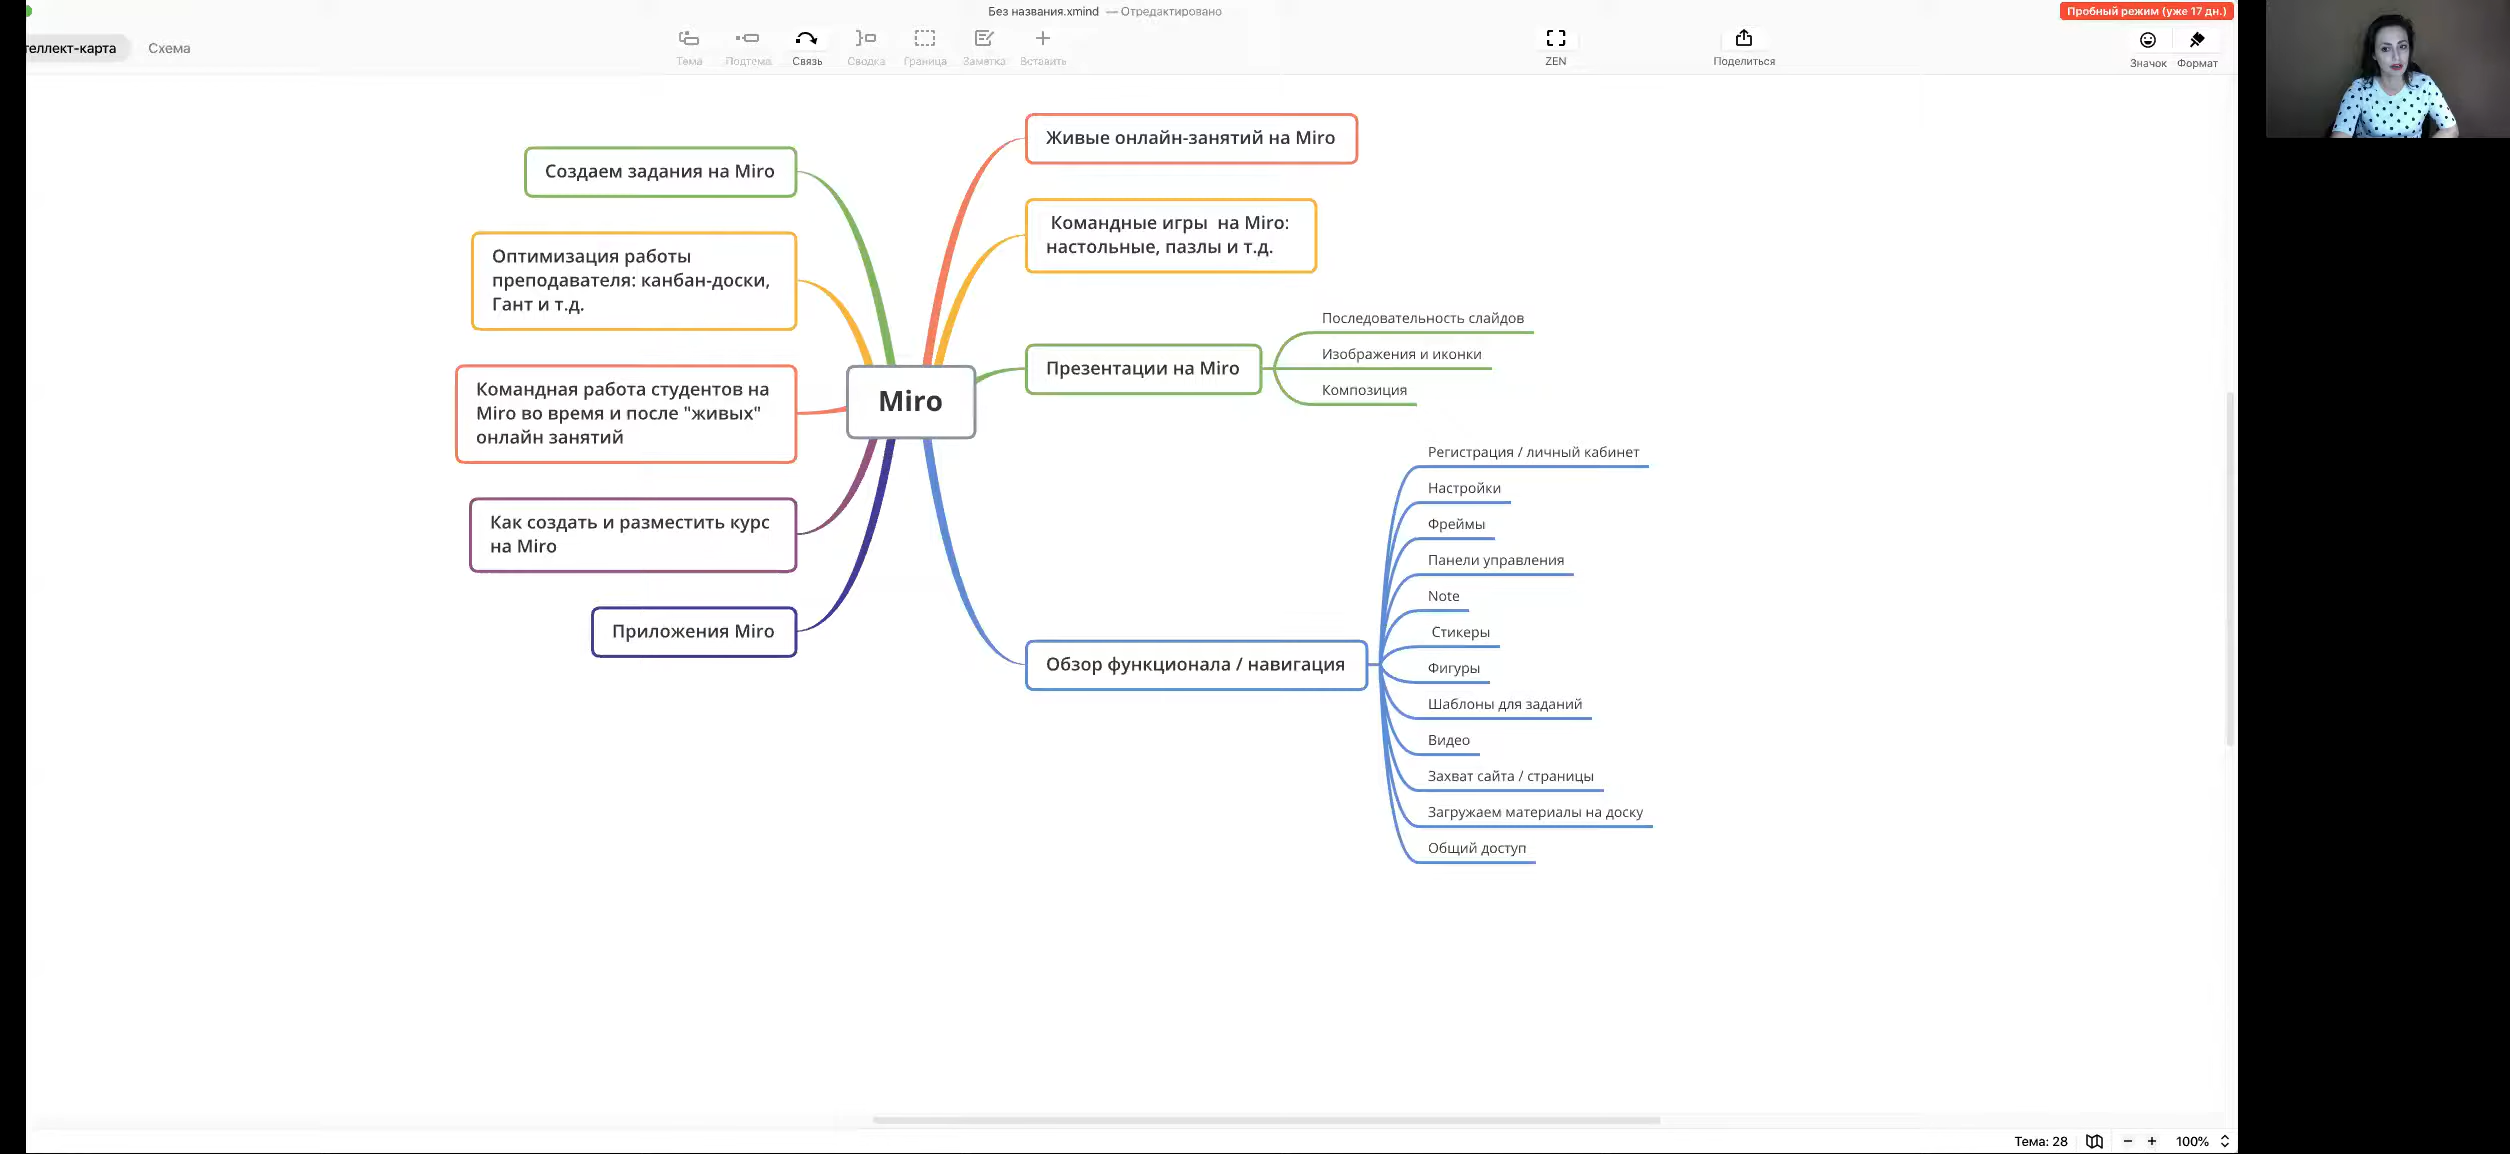 Без названия.xmind — Отредактировано
Пробный режим (уже 17 дн.)
теллект-карта
Схема
Тема
Подтема
Связь
Сводка
Граница
Заметка
Вставить
ZEN
Поделиться
Значок
Формат
Создаем задания на Miro
Оптимизация работы
преподавателя: канбан-доски,
Гант и т.д.
Командная работа студентов на
Miro во время и после "живых"
онлайн занятий
Как создать и разместить курс
на Miro
Приложения Miro
Miro
Живые онлайн-занятий на Miro
Командные игры  на Miro:
настольные, пазлы и т.д.
Презентации на Miro
Последовательность слайдов
Изображения и иконки
Композиция
Обзор функционала / навигация
Регистрация / личный кабинет
Настройки
Фреймы
Панели управления
Note
Стикеры
Фигуры
Шаблоны для заданий
Видео
Захват сайта / страницы
Загружаем материалы на доску
Общий доступ
Тема: 28
100%